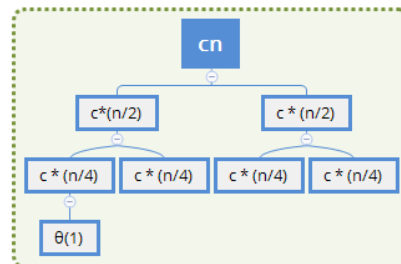 cn
c*(n/2) c * (n/2)
c * (n/4) c * (n/4) c * (n/4) c * (n/4)
θ(1)